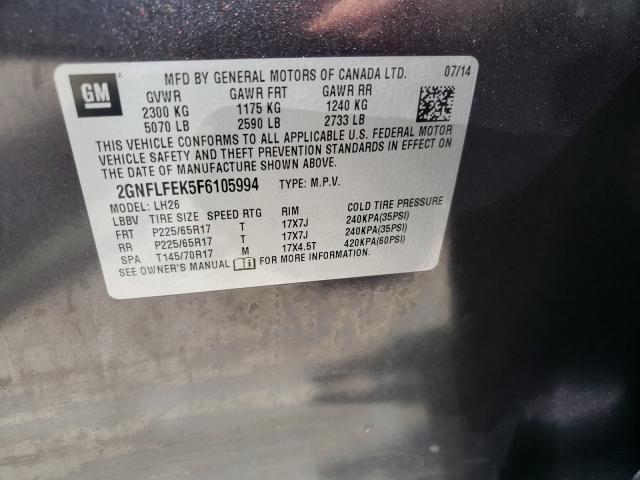 GM
MFD BY GENERAL MOTORS OF CANADA LTD. 07/14
GVWR GAWR FRT GAWR RR
2300 KG 1175 KG 1240 KG
5070 LB 2590 LB 2733 LB
THIS VEHICLE CONFORMS TO ALL APPLICABLE U.S. FEDERAL MOTOR
VEHICLE SAFETY AND THEFT PREVENTION STANDARDS IN EFFECT ON
THE DATE OF MANUFACTURE SHOWN ABOVE.
2GNFLFEK5F6105994 TYPE: M.P.V.
MODEL: LH26
LBBV TIRE SIZE SPEED RTG RIM COLD TIRE PRESSURE
FRT P225/65R17 T 17X7J 240KPA(35PSI)
RR P225/65R17 T 17X7J 240KPA(35PSI)
SPA T145/70R17 M 17X4.5T 420KPA(60PSI)
SEE OWNER'S MANUAL FOR MORE INFORMATION.